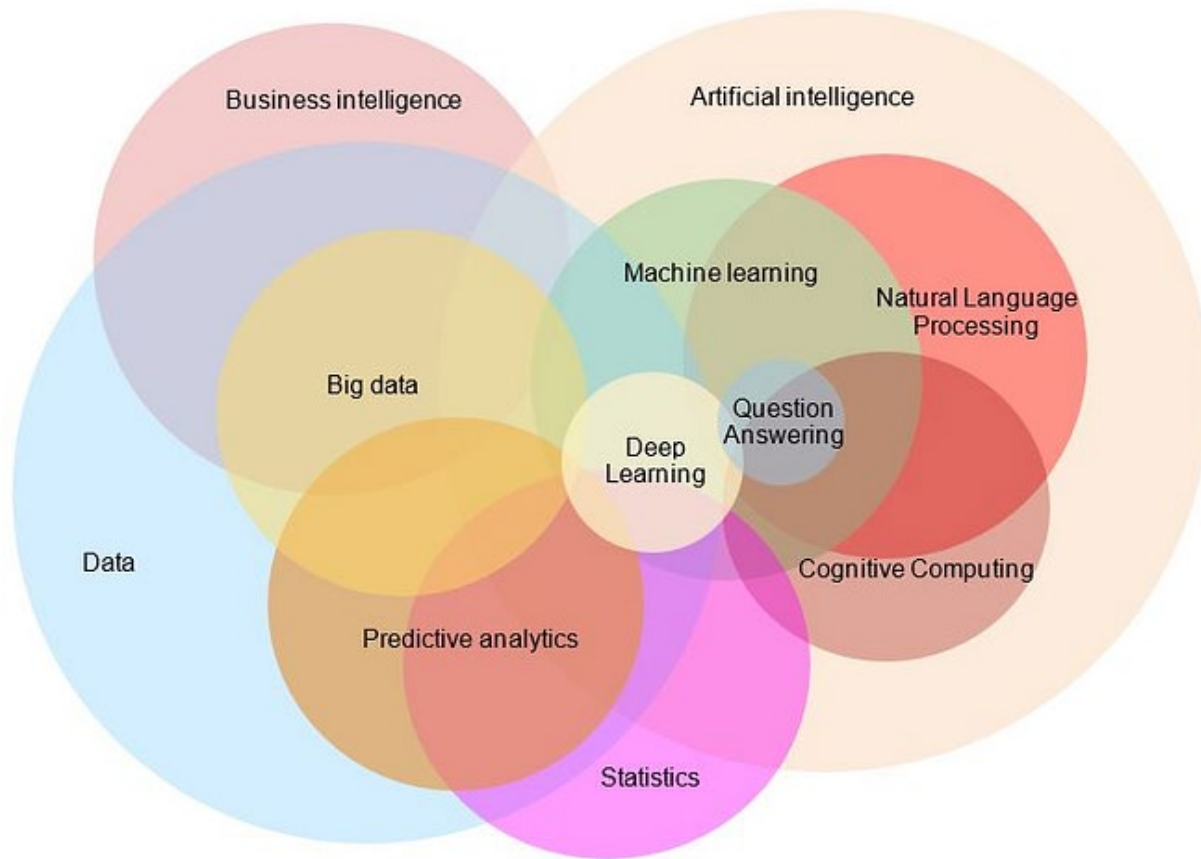 Business intelligence
Artificial intelligence
Machine learning
Natural Language
Processing
Big data
Question
Answering
Deep
Learning
Data
Cognitive Computing
Predictive analytics
Statistics